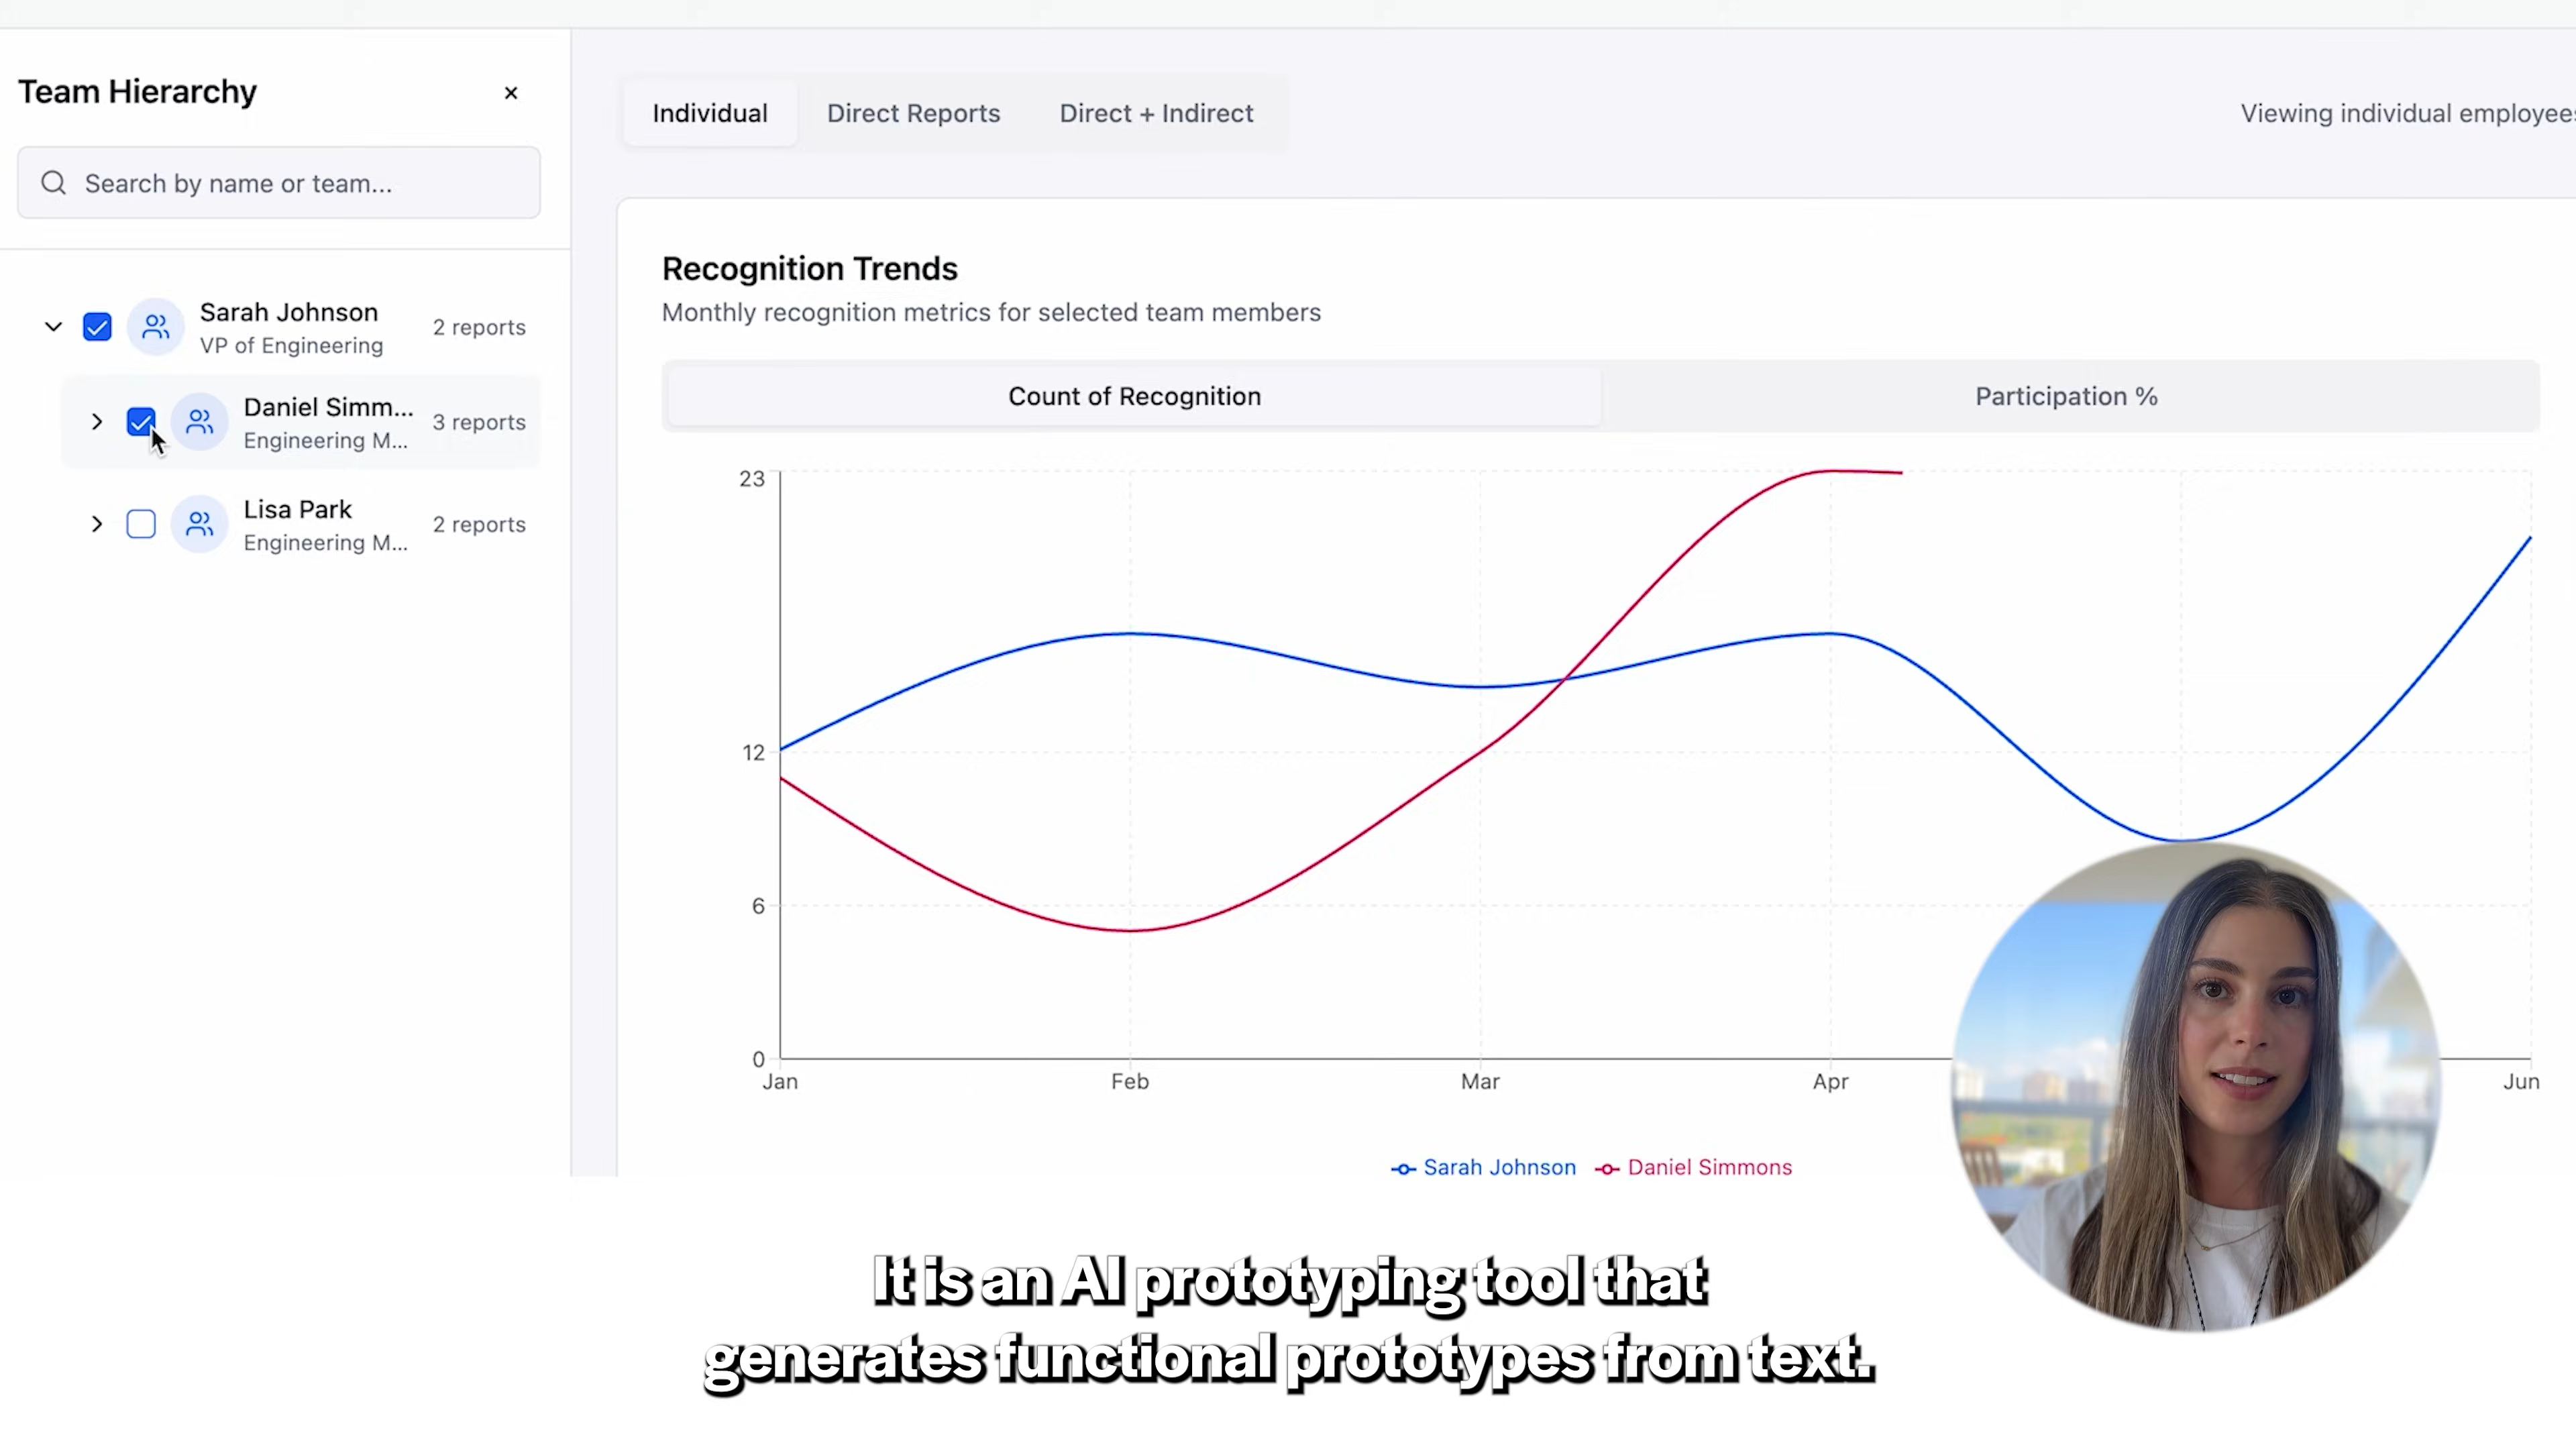 Team Hierarchy
Search by name or team...
Sarah Johnson
VP of Engineering
2 reports
Daniel Simm...
Engineering M...
3 reports
Lisa Park
Engineering M...
2 reports
Individual
Direct Reports
Direct + Indirect
Viewing individual employees
Recognition Trends
Monthly recognition metrics for selected team members
Count of Recognition
Participation %
23
12
6
0
Jan
Feb
Mar
Apr
Jun
Sarah Johnson
Daniel Simmons
It is an AI prototyping tool that
generates functional prototypes from text.